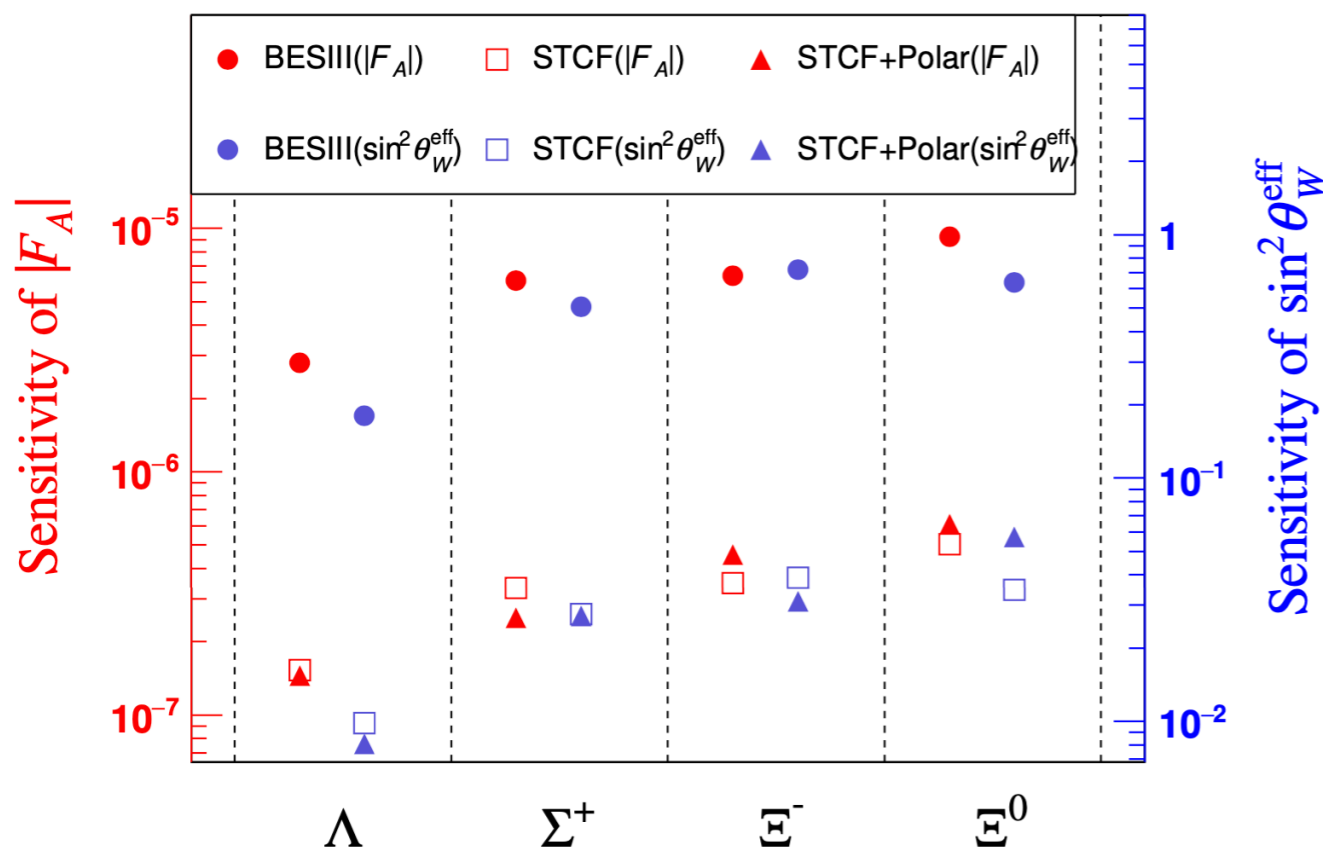 BESIII(|F_A|) STCF(|F_A|) STCF+Polar(|F_A|)
BESIII(sin²θ_W^eff) STCF(sin²θ_W^eff) STCF+Polar(sin²θ_W^eff)
Sensitivity of |F_A|
10⁻⁵
10⁻⁶
10⁻⁷
1
10⁻¹
10⁻²
Sensitivity of sin²θ_W^eff
Λ Σ⁺ Ξ⁻ Ξ⁰